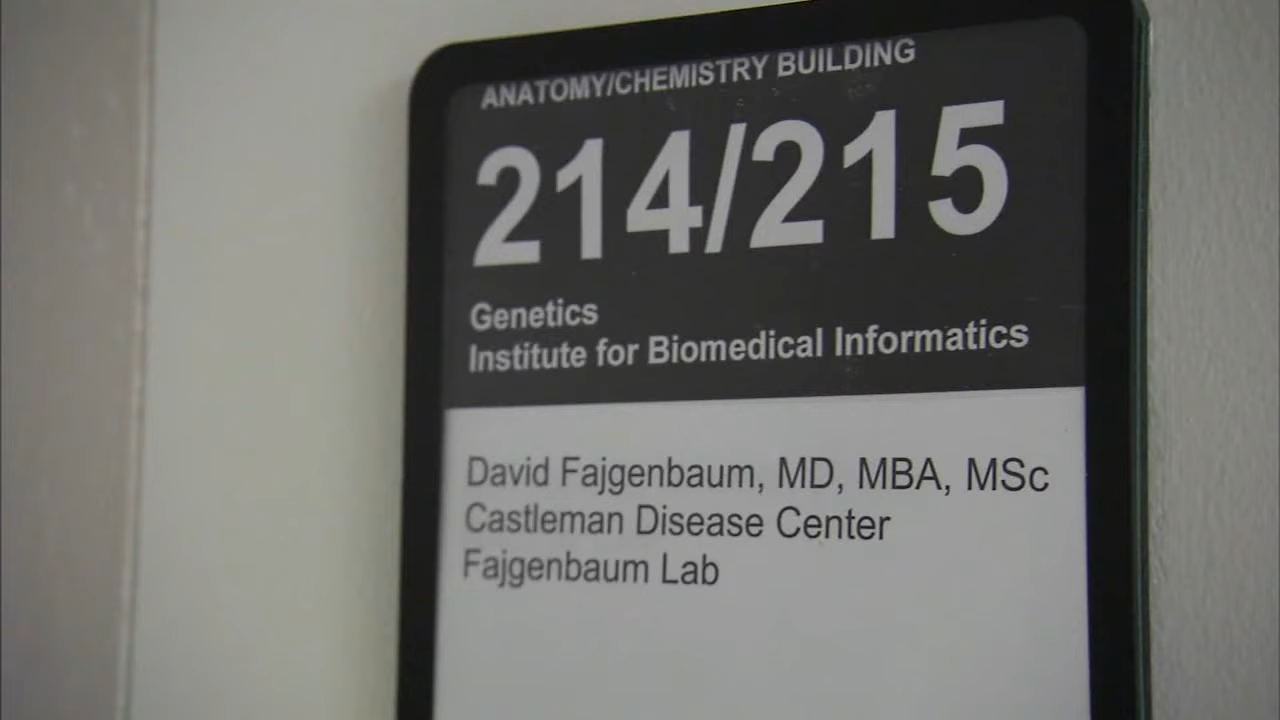 ANATOMY/CHEMISTRY BUILDING
214/215
Genetics
Institute for Biomedical Informatics
David Fajgenbaum, MD, MBA, MSc
Castleman Disease Center
Fajgenbaum Lab